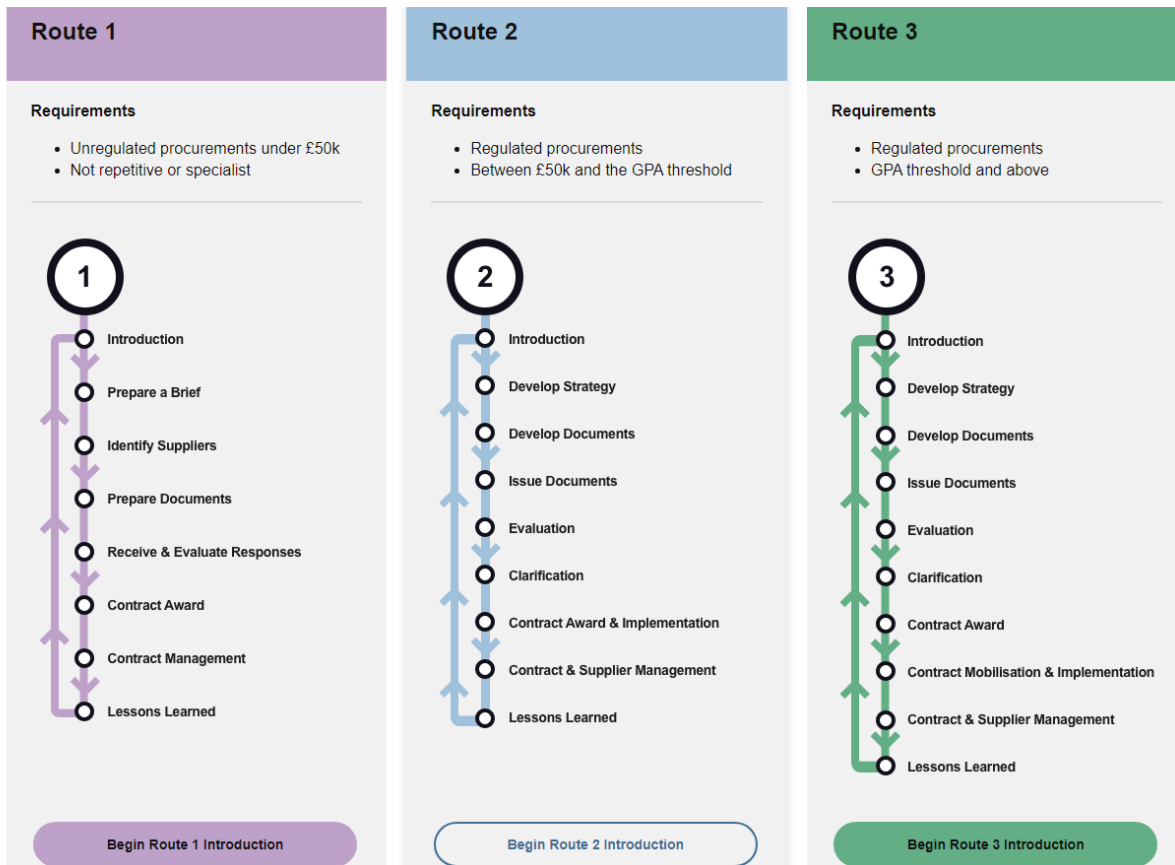 Route 1
Requirements
Unregulated procurements under £50k
Not repetitive or specialist
1
Introduction
Prepare a Brief
Identify Suppliers
Prepare Documents
Receive & Evaluate Responses
Contract Award
Contract Management
Lessons Learned
Begin Route 1 Introduction
Route 2
Requirements
Regulated procurements
Between £50k and the GPA threshold
2
Introduction
Develop Strategy
Develop Documents
Issue Documents
Evaluation
Clarification
Contract Award & Implementation
Contract & Supplier Management
Lessons Learned
Begin Route 2 Introduction
Route 3
Requirements
Regulated procurements
GPA threshold and above
3
Introduction
Develop Strategy
Develop Documents
Issue Documents
Evaluation
Clarification
Contract Award
Contract Mobilisation & Implementation
Contract & Supplier Management
Lessons Learned
Begin Route 3 Introduction